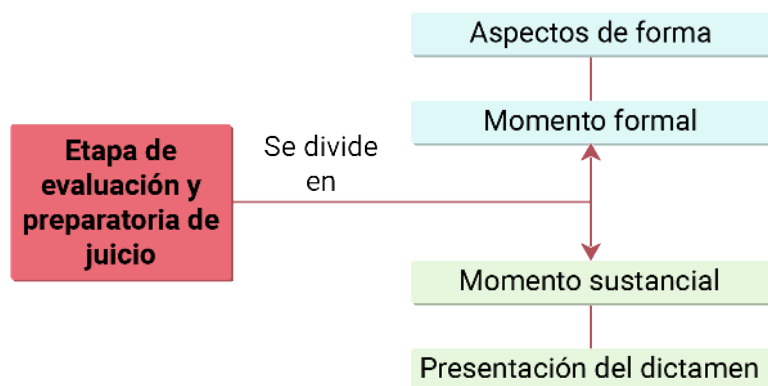 Aspectos de forma
Momento formal
Etapa de
evaluación y
preparatoria de
juicio
Se divide
en
Momento sustancial
Presentación del dictamen